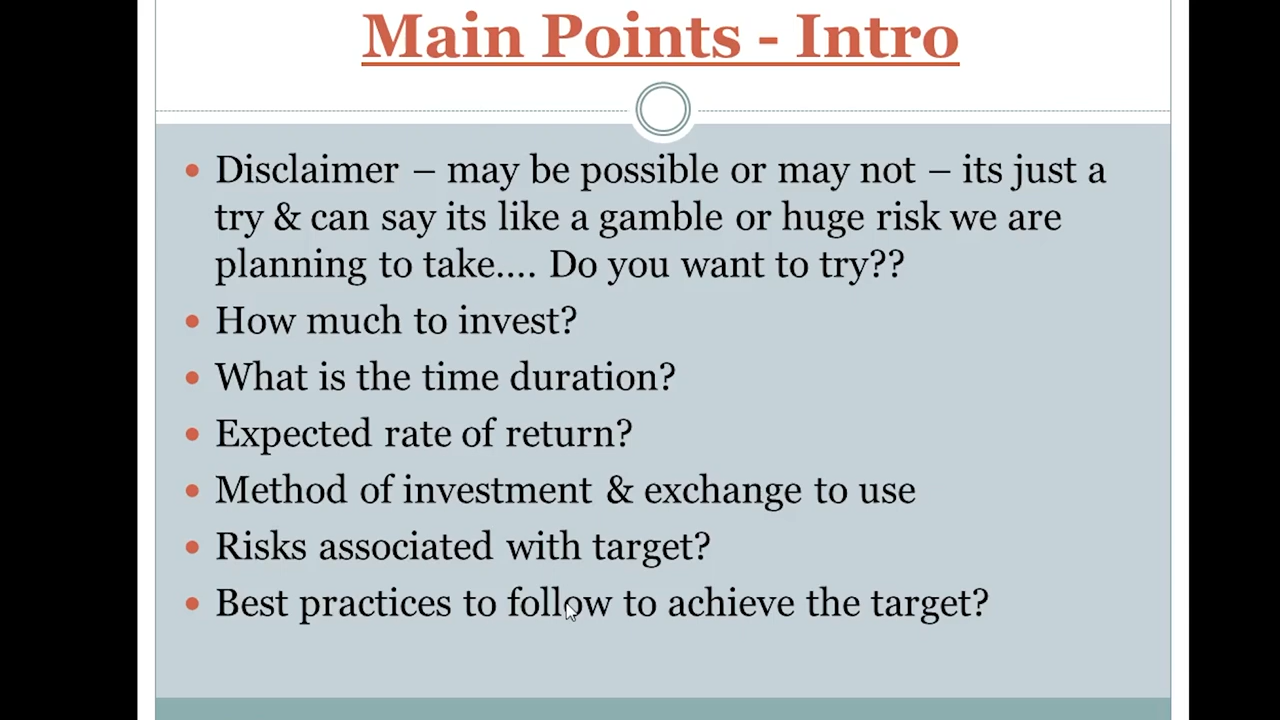 Main Points - Intro
• Disclaimer – may be possible or may not – its just a
try & can say its like a gamble or huge risk we are
planning to take.... Do you want to try??
• How much to invest?
• What is the time duration?
• Expected rate of return?
• Method of investment & exchange to use
• Risks associated with target?
• Best practices to follow to achieve the target?